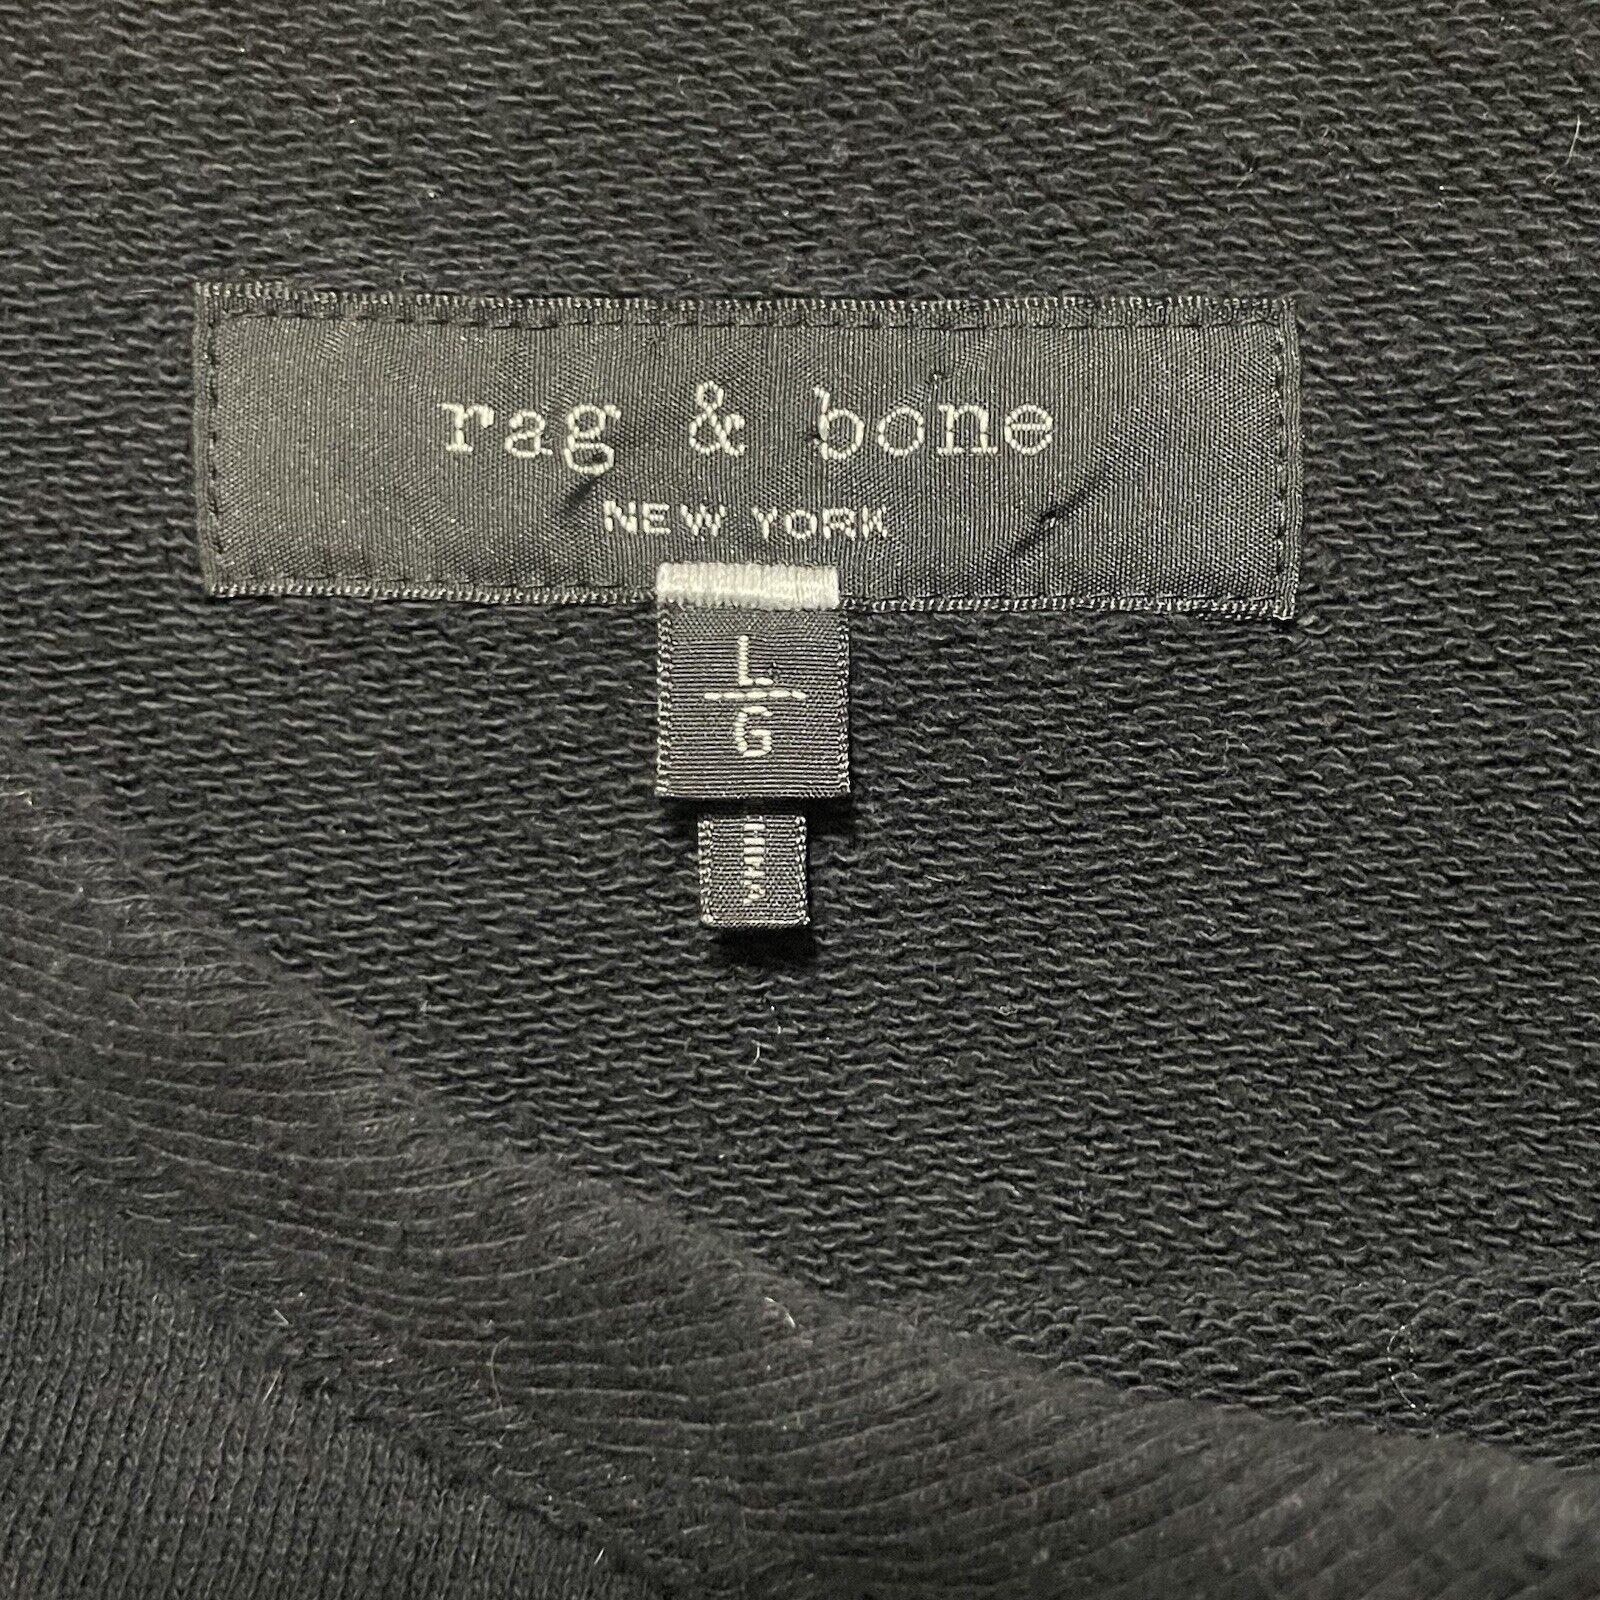 rag & bone
NEW YORK
L
G